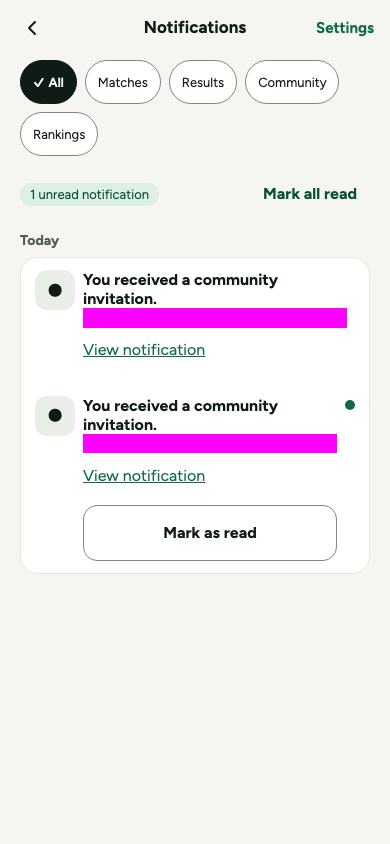 Notifications
Settings
All
Matches
Results
Community
Rankings
1 unread notification
Mark all read
Today
You received a community
invitation.
View notification
You received a community
invitation.
View notification
Mark as read